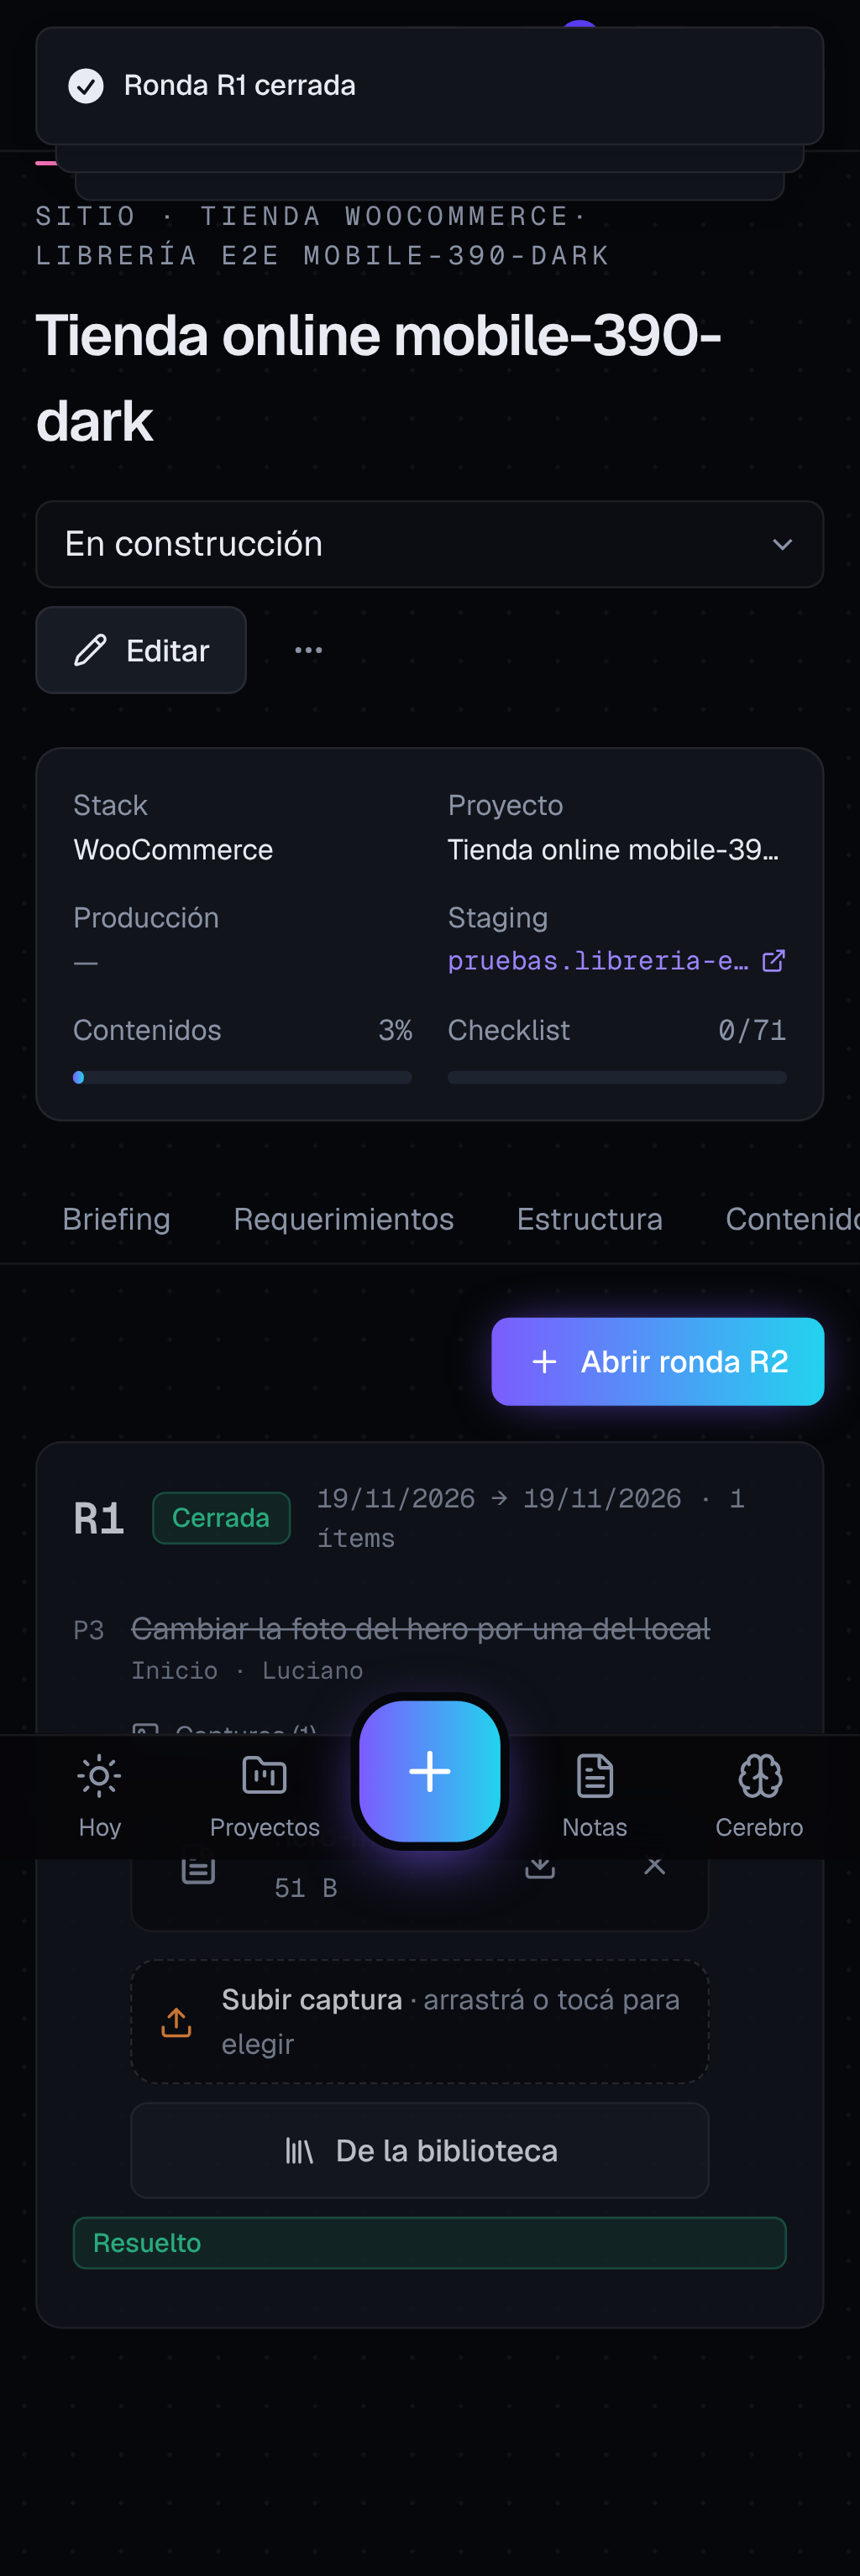 Ronda R1 cerrada
SITIO · TIENDA WOOCOMMERCE·
LIBRERÍA E2E MOBILE-390-DARK
Tienda online mobile-390-
dark
En construcción
Editar
Stack
WooCommerce
Proyecto
Tienda online mobile-39…
Producción
—
Staging
pruebas.libreria-e…
Contenidos 3%
Checklist 0/71
Briefing Requerimientos Estructura Contenido
Abrir ronda R2
R1 Cerrada 19/11/2026 → 19/11/2026 · 1
ítems
P3 Cambiar la foto del hero por una del local
Inicio · Luciano
Capturas (1)
Hoy Proyectos Notas Cerebro
51 B
Subir captura · arrastrá o tocá para
elegir
De la biblioteca
Resuelto